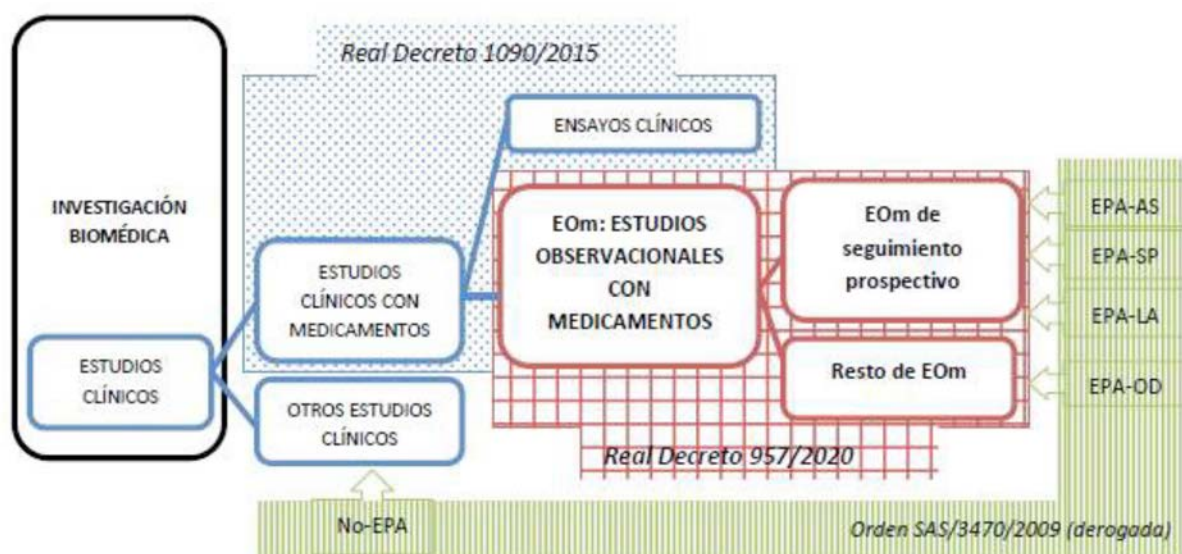 Real Decreto 1090/2015
ENSAYOS CLÍNICOS
INVESTIGACIÓN
BIOMÉDICA
ESTUDIOS
CLÍNICOS
ESTUDIOS
CLÍNICOS CON
MEDICAMENTOS
OTROS ESTUDIOS
CLÍNICOS
EOm: ESTUDIOS
OBSERVACIONALES
CON
MEDICAMENTOS
EOm de
seguimiento
prospectivo
Resto de EOm
EPA-AS
EPA-SP
EPA-LA
EPA-OD
Real Decreto 957/2020
No-EPA
Orden SAS/3470/2009 (derogada)